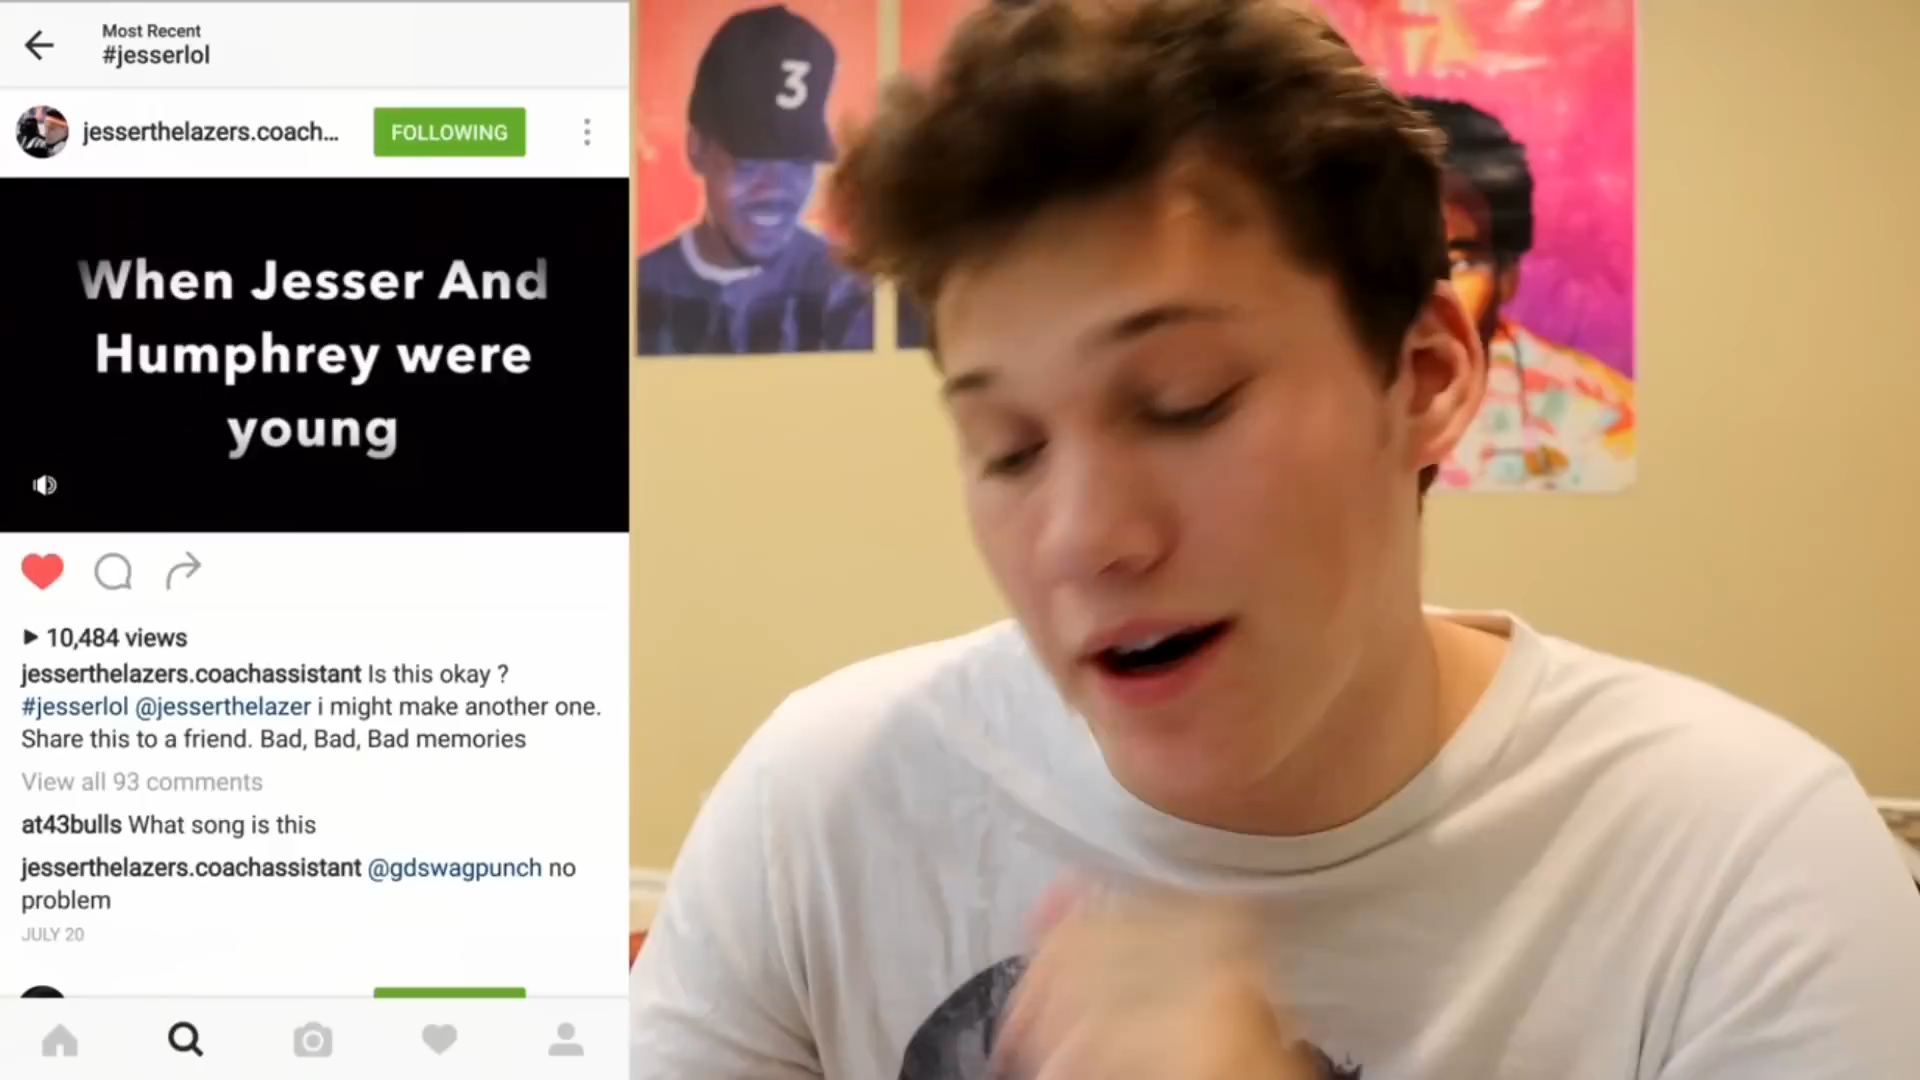 Most Recent
#jesserlol
jesserthelazers.coach...
FOLLOWING
When Jesser And
Humphrey were
young
10,484 views
jesserthelazers.coachassistant Is this okay ?
#jesserlol @jesserthelazer i might make another one.
Share this to a friend. Bad, Bad, Bad memories
View all 93 comments
at43bulls What song is this
jesserthelazers.coachassistant @gdswagpunch no
problem
JULY 20
3